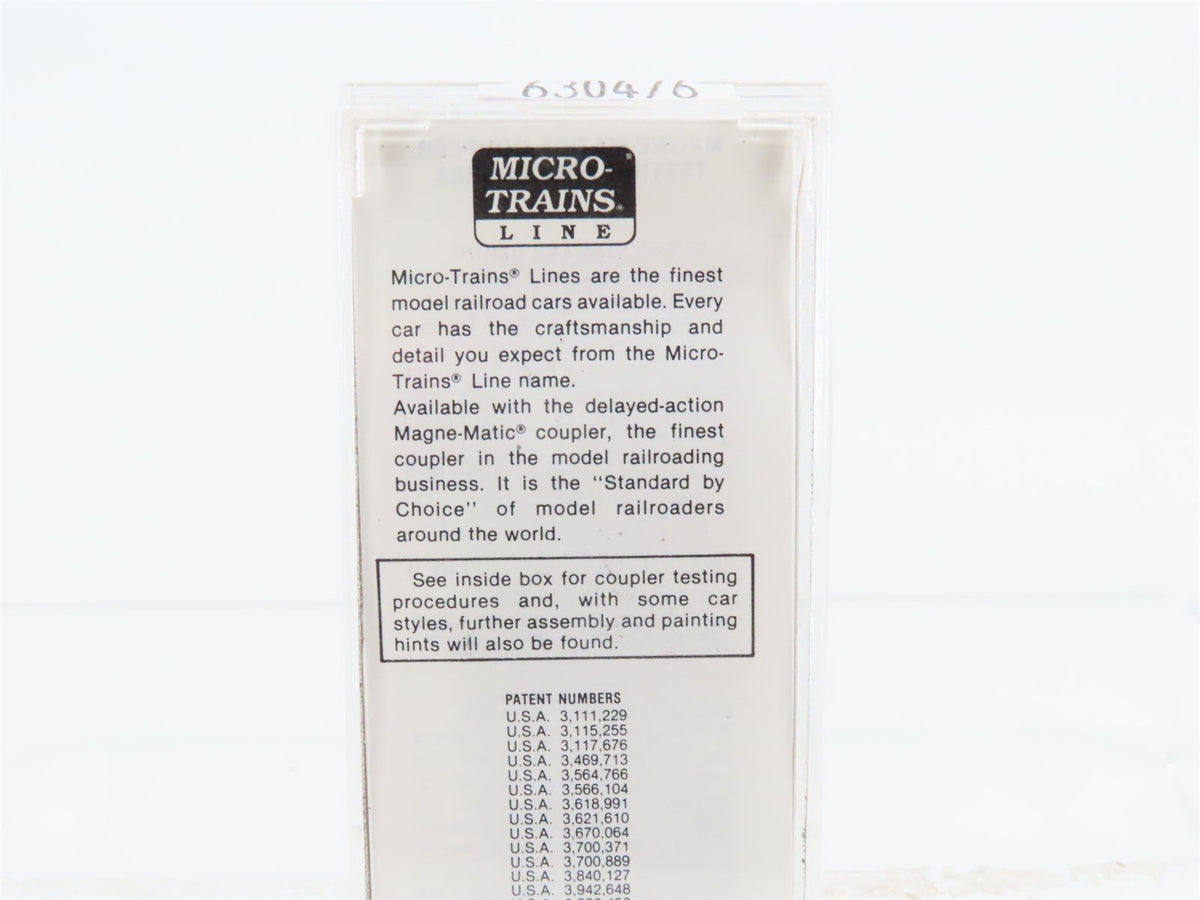 630476
MICRO-
TRAINS®
LINE
Micro-Trains® Lines are the finest
model railroad cars available. Every
car has the craftsmanship and
detail you expect from the Micro-
Trains® Line name.
Available with the delayed-action
Magne-Matic® coupler, the finest
coupler in the model railroading
business. It is the “Standard by
Choice” of model railroaders
around the world.
See inside box for coupler testing
procedures and, with some car
styles, further assembly and painting
hints will also be found.
PATENT NUMBERS
U.S.A. 3,111,229
U.S.A. 3,115,255
U.S.A. 3,117,676
U.S.A. 3,469,713
U.S.A. 3,564,766
U.S.A. 3,566,104
U.S.A. 3,618,991
U.S.A. 3,621,610
U.S.A. 3,670,064
U.S.A. 3,700,371
U.S.A. 3,700,889
U.S.A. 3,840,127
U.S.A. 3,942,648